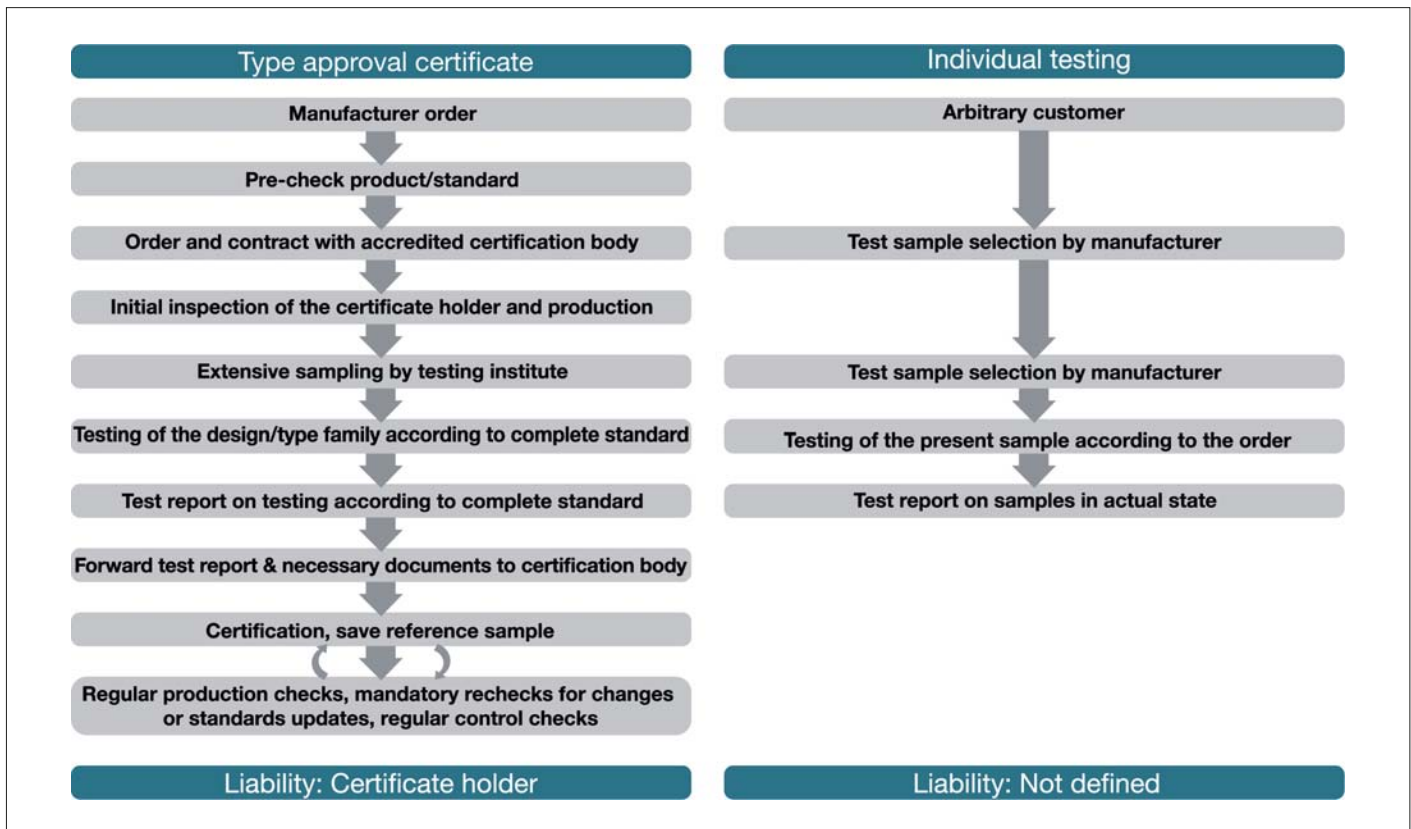 Type approval certificate
Manufacturer order
Pre-check product/standard
Order and contract with accredited certification body
Initial inspection of the certificate holder and production
Extensive sampling by testing institute
Testing of the design/type family according to complete standard
Test report on testing according to complete standard
Forward test report & necessary documents to certification body
Certification, save reference sample
Regular production checks, mandatory rechecks for changes
or standards updates, regular control checks
Liability: Certificate holder
Individual testing
Arbitrary customer
Test sample selection by manufacturer
Test sample selection by manufacturer
Testing of the present sample according to the order
Test report on samples in actual state
Liability: Not defined